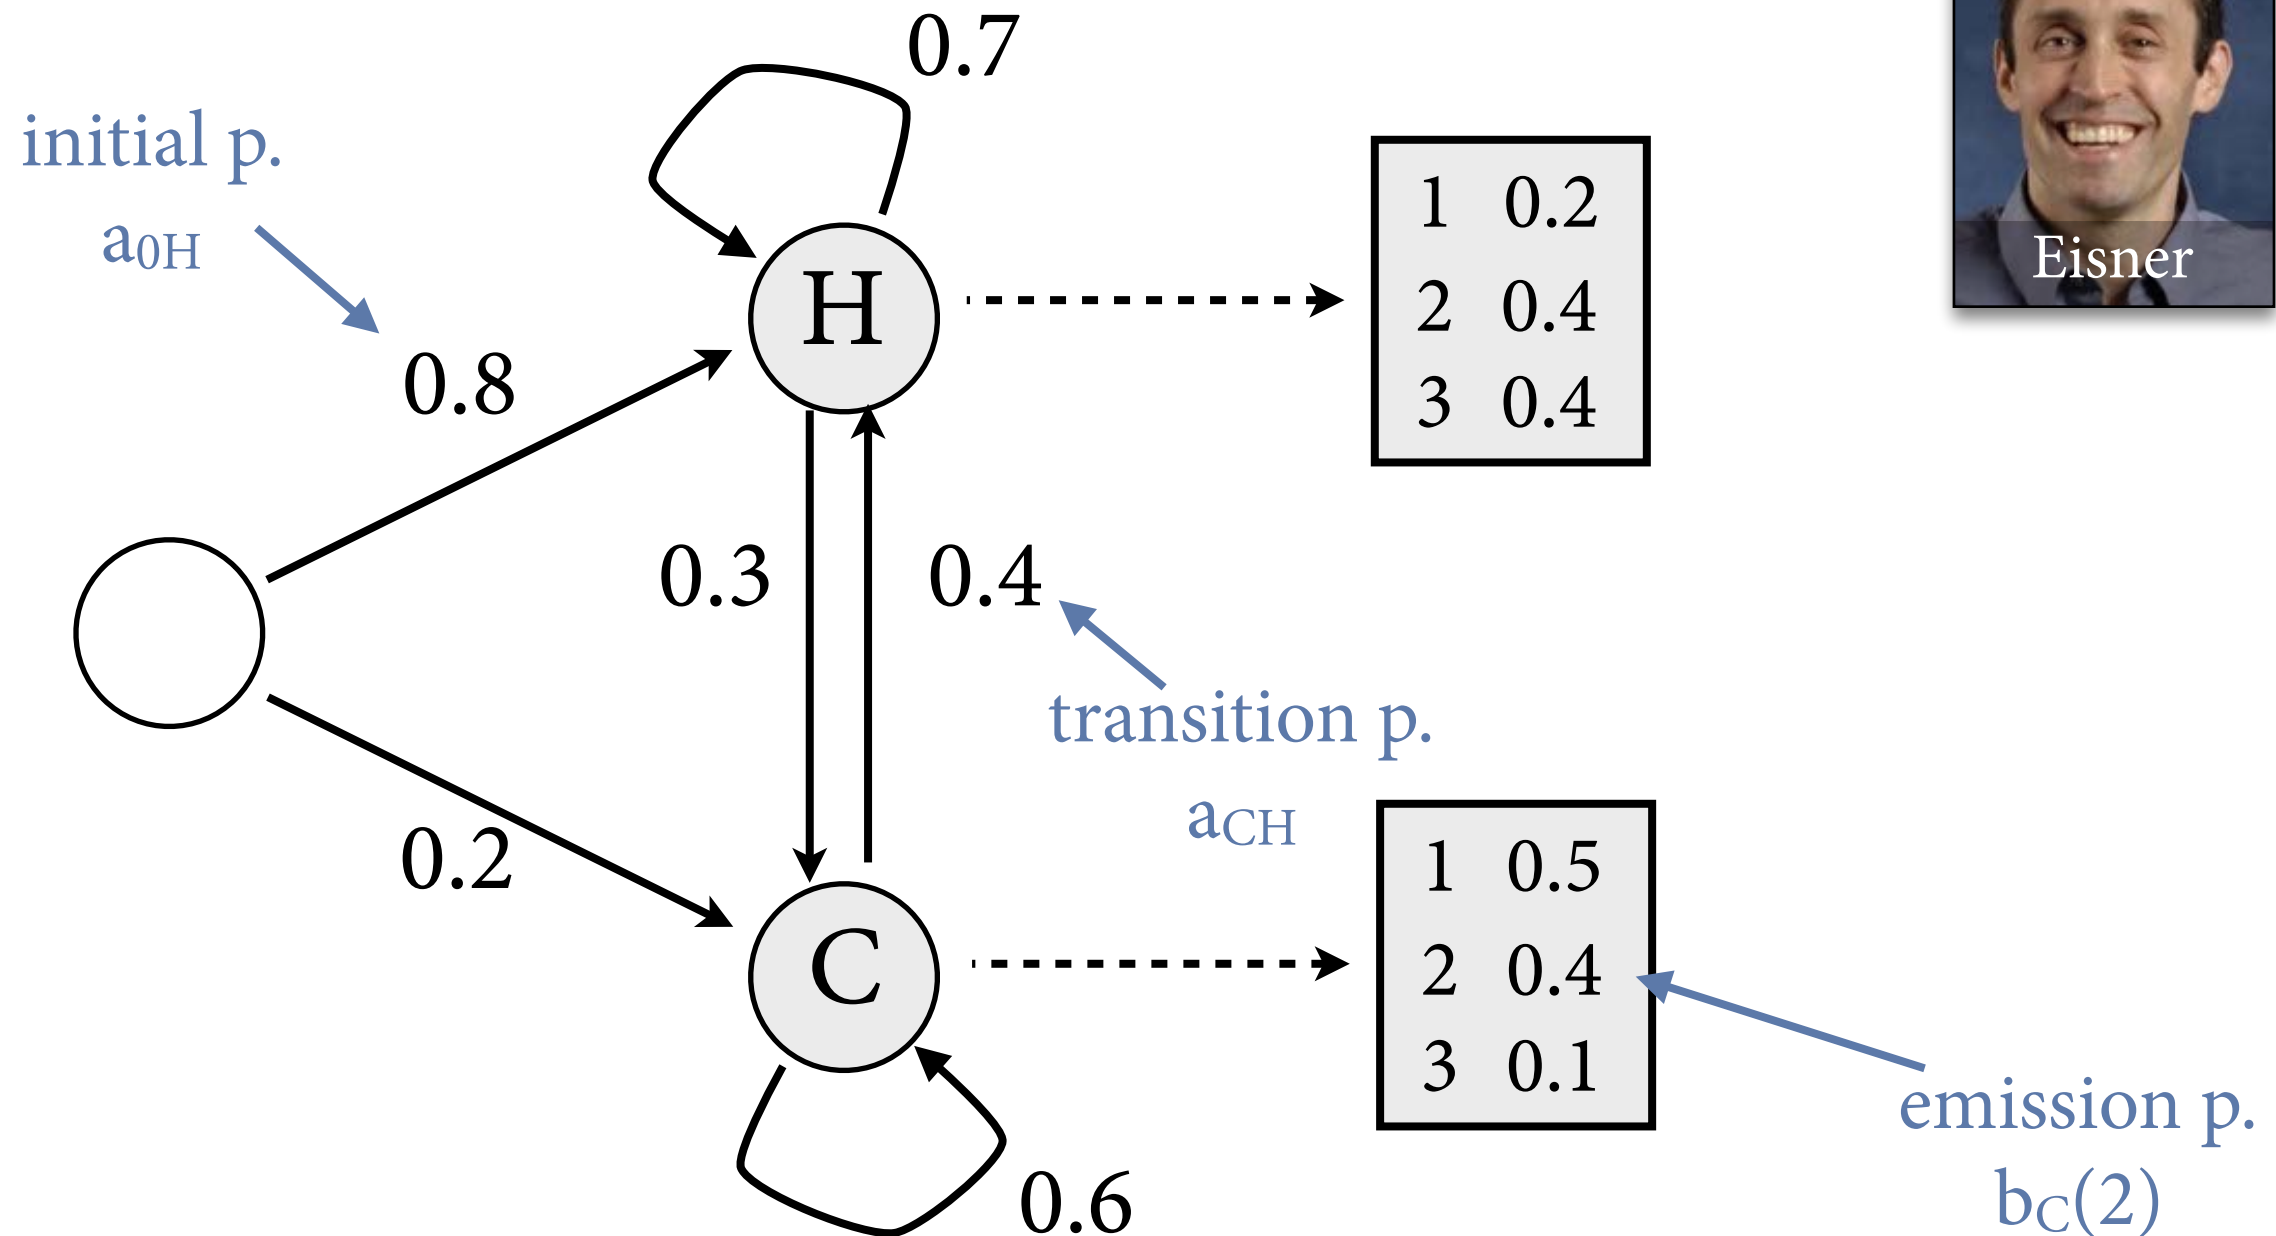 0.7
initial p.
a0H
1 0.2
2 0.4
3 0.4
Eisner
H
0.8
0.3
0.4
transition p.
aCH
0.2
1 0.5
2 0.4
3 0.1
C
emission p.
bC(2)
0.6